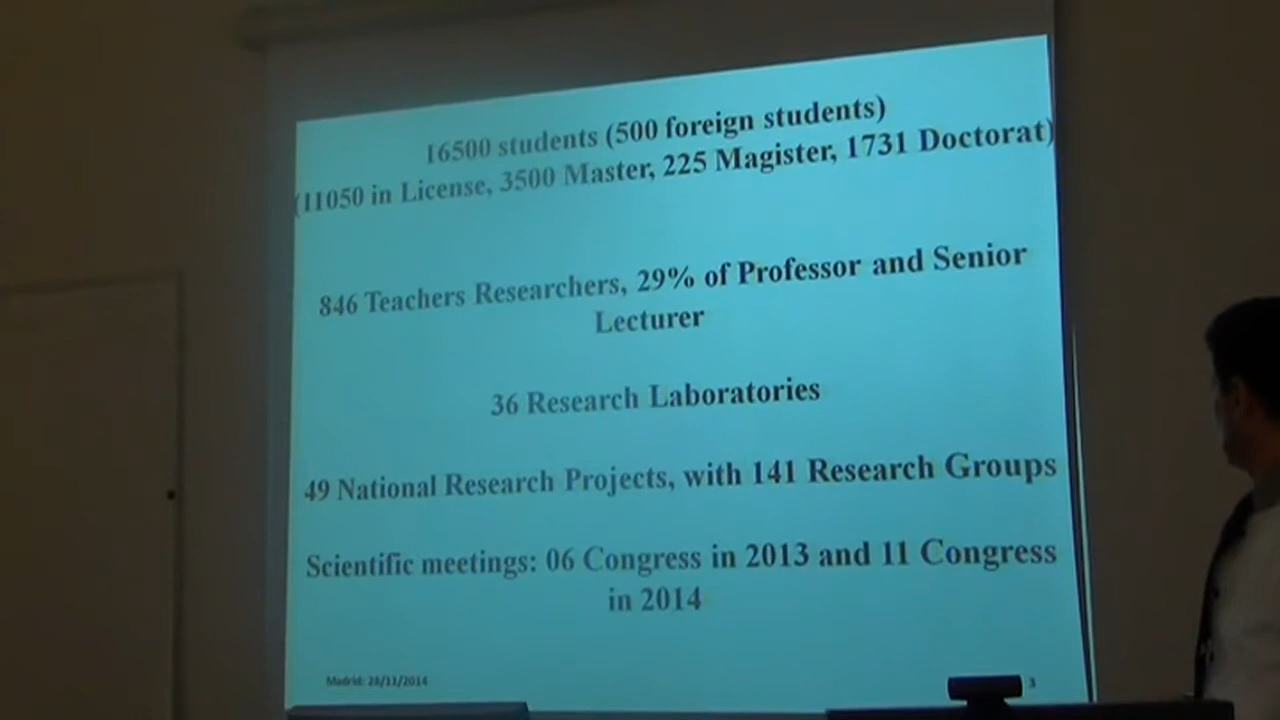 16500 students (500 foreign students)
(11050 in License, 3500 Master, 225 Magister, 1731 Doctorat)
846 Teachers Researchers, 29% of Professor and Senior
Lecturer
36 Research Laboratories
49 National Research Projects, with 141 Research Groups
Scientific meetings: 06 Congress in 2013 and 11 Congress
in 2014
Madrid: 28/11/2014
3